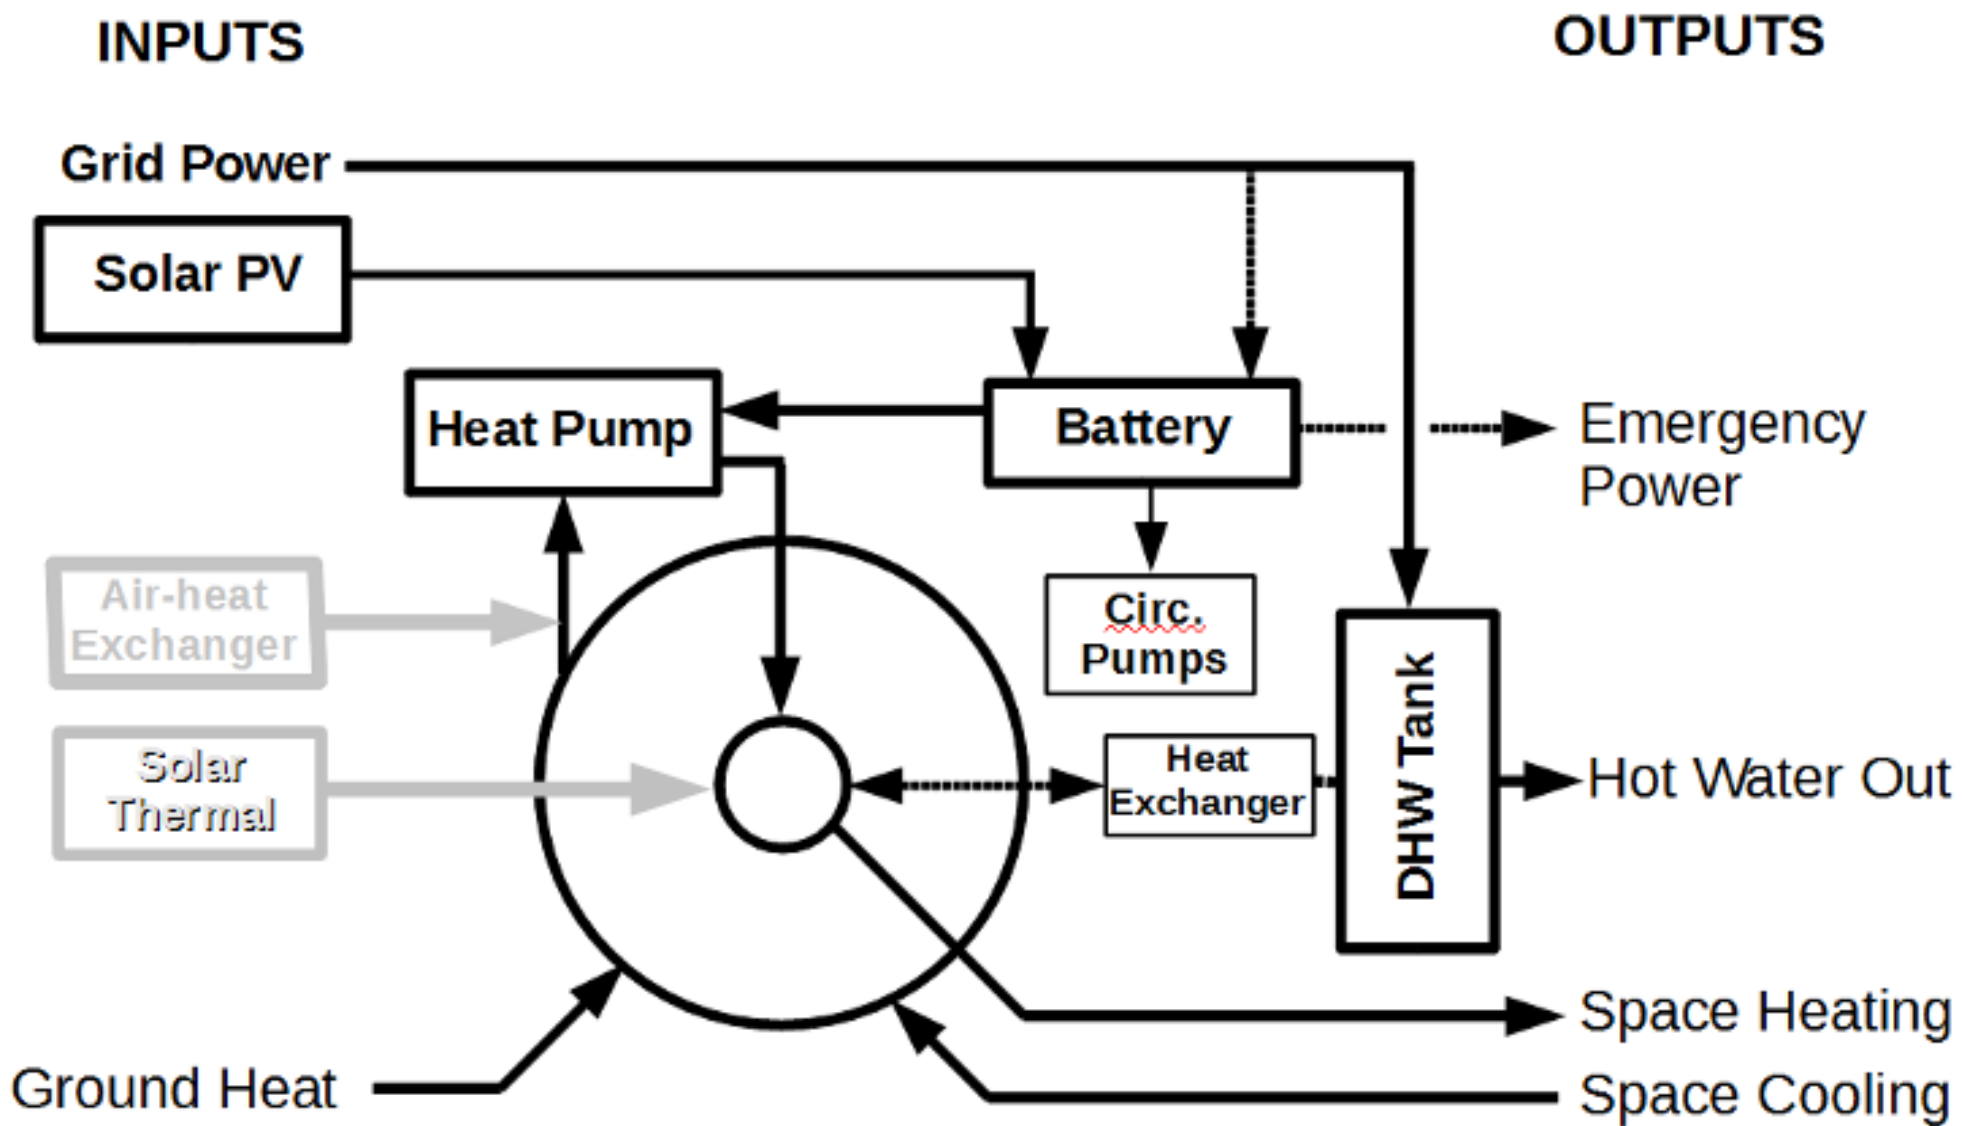 INPUTS
OUTPUTS
Grid Power
Solar PV
Heat Pump
Battery
Emergency
Power
Air-heat
Exchanger
Circ.
Pumps
Solar
Thermal
Heat
Exchanger
DHW Tank
Hot Water Out
Space Heating
Ground Heat
Space Cooling